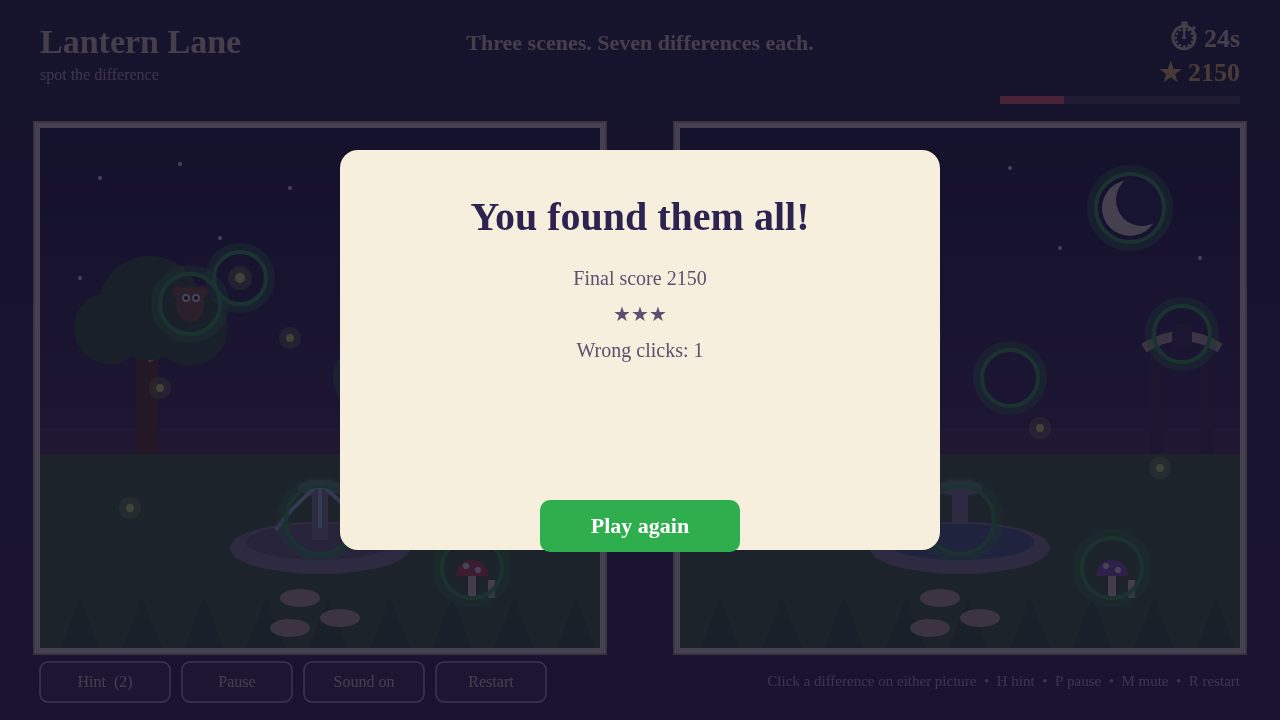 Lantern Lane
spot the difference
Three scenes. Seven differences each.
⏱ 24s
★ 2150
You found them all!
Final score 2150
★★★
Wrong clicks: 1
Play again
Hint (2)
Pause
Sound on
Restart
Click a difference on either picture • H hint • P pause • M mute • R restart